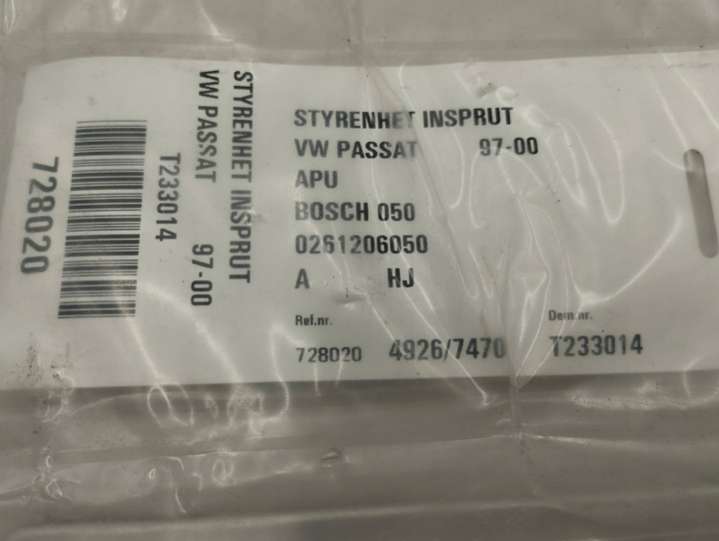 STYRENHET INSPRUT
VW PASSAT 97-00
APU
BOSCH 050
0261206050
A HJ
Ref.nr. Dem.nr.
728020 4926/7470 T233014
STYRENHET INSPRUT
VW PASSAT 97-00
T233014
728020